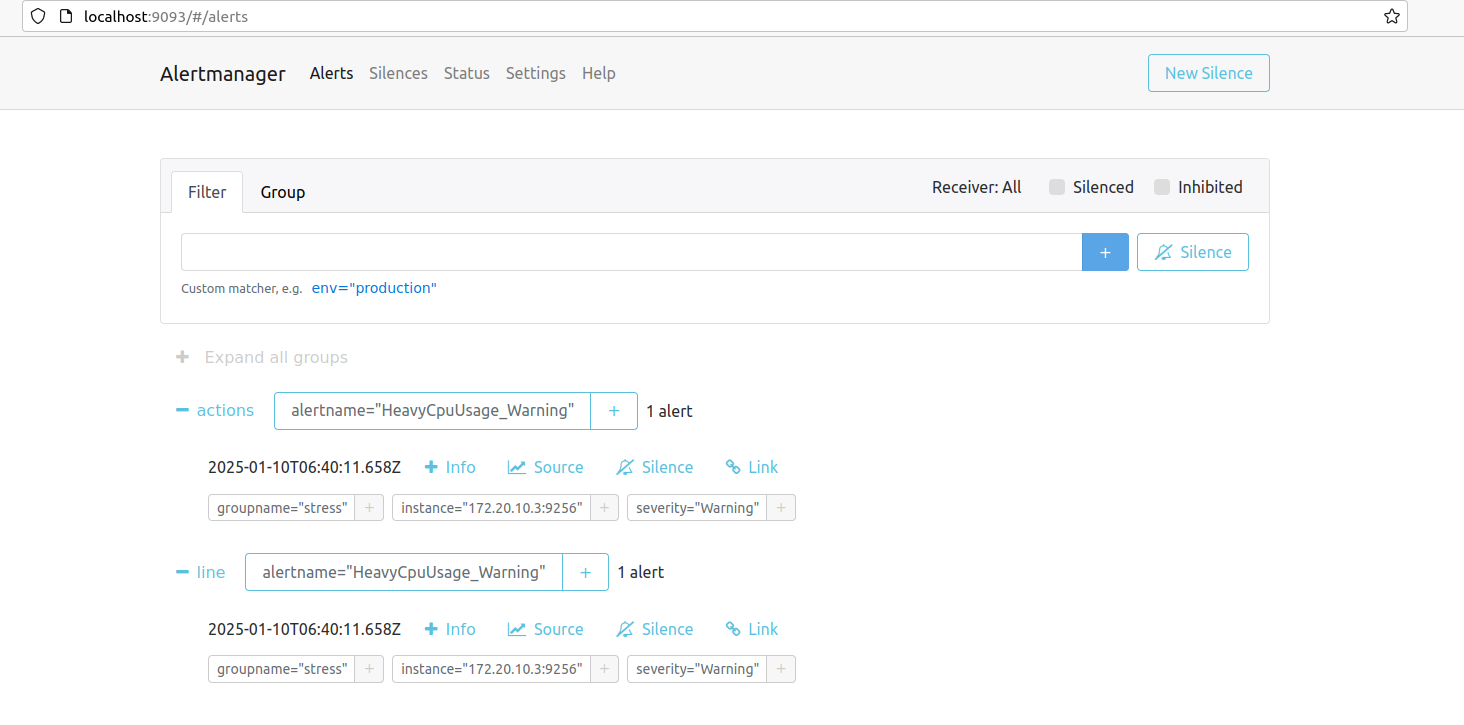 localhost:9093/#/alerts
Alertmanager Alerts Silences Status Settings Help New Silence
Filter Group Receiver: All Silenced Inhibited
+ Silence
Custom matcher, e.g. env="production"
+ Expand all groups
− actions alertname="HeavyCpuUsage_Warning" + 1 alert
2025-01-10T06:40:11.658Z + Info Source Silence Link
groupname="stress" + instance="172.20.10.3:9256" + severity="Warning" +
− line alertname="HeavyCpuUsage_Warning" + 1 alert
2025-01-10T06:40:11.658Z + Info Source Silence Link
groupname="stress" + instance="172.20.10.3:9256" + severity="Warning" +